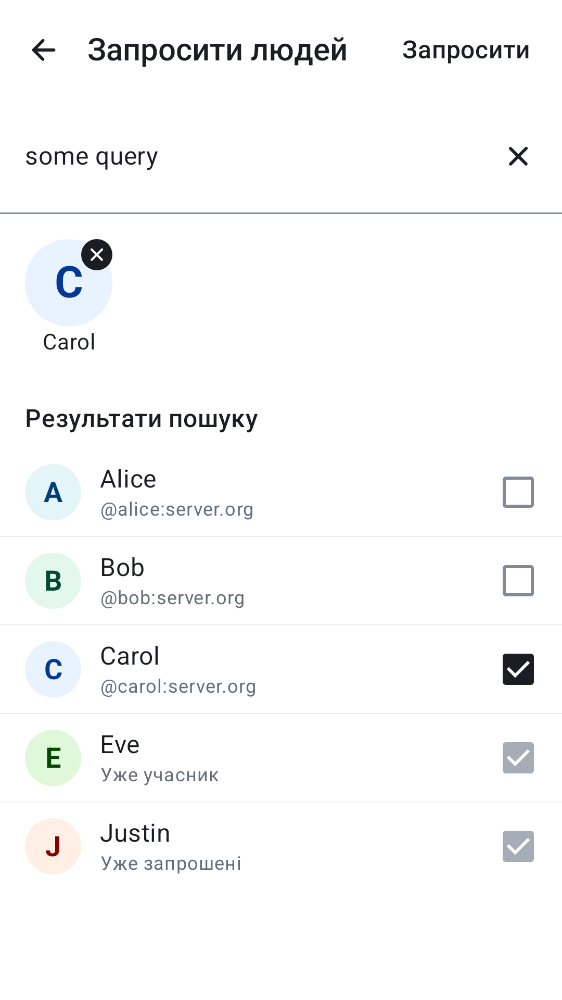 Запросити людей
Запросити
some query
C
Carol
Результати пошуку
A
Alice
@alice:server.org
B
Bob
@bob:server.org
C
Carol
@carol:server.org
E
Eve
Уже учасник
J
Justin
Уже запрошені